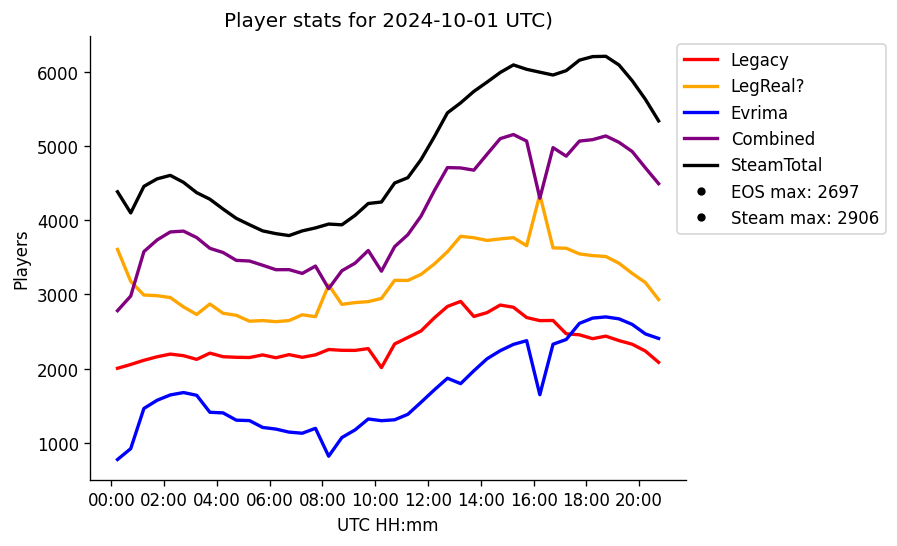 Player stats for 2024-10-01 UTC)
Legacy
LegReal?
Evrima
Combined
SteamTotal
EOS max: 2697
Steam max: 2906
Players
6000
5000
4000
3000
2000
1000
00:00 02:00 04:00 06:00 08:00 10:00 12:00 14:00 16:00 18:00 20:00
UTC HH:mm